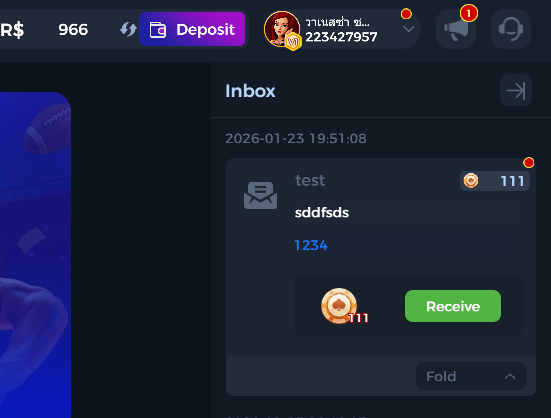 R$ 966 Deposit
วาเนสซ่า ช...
V1 223427957
1
Inbox
2026-01-23 19:51:08
test 111
sddfsds
1234
111 Receive
Fold